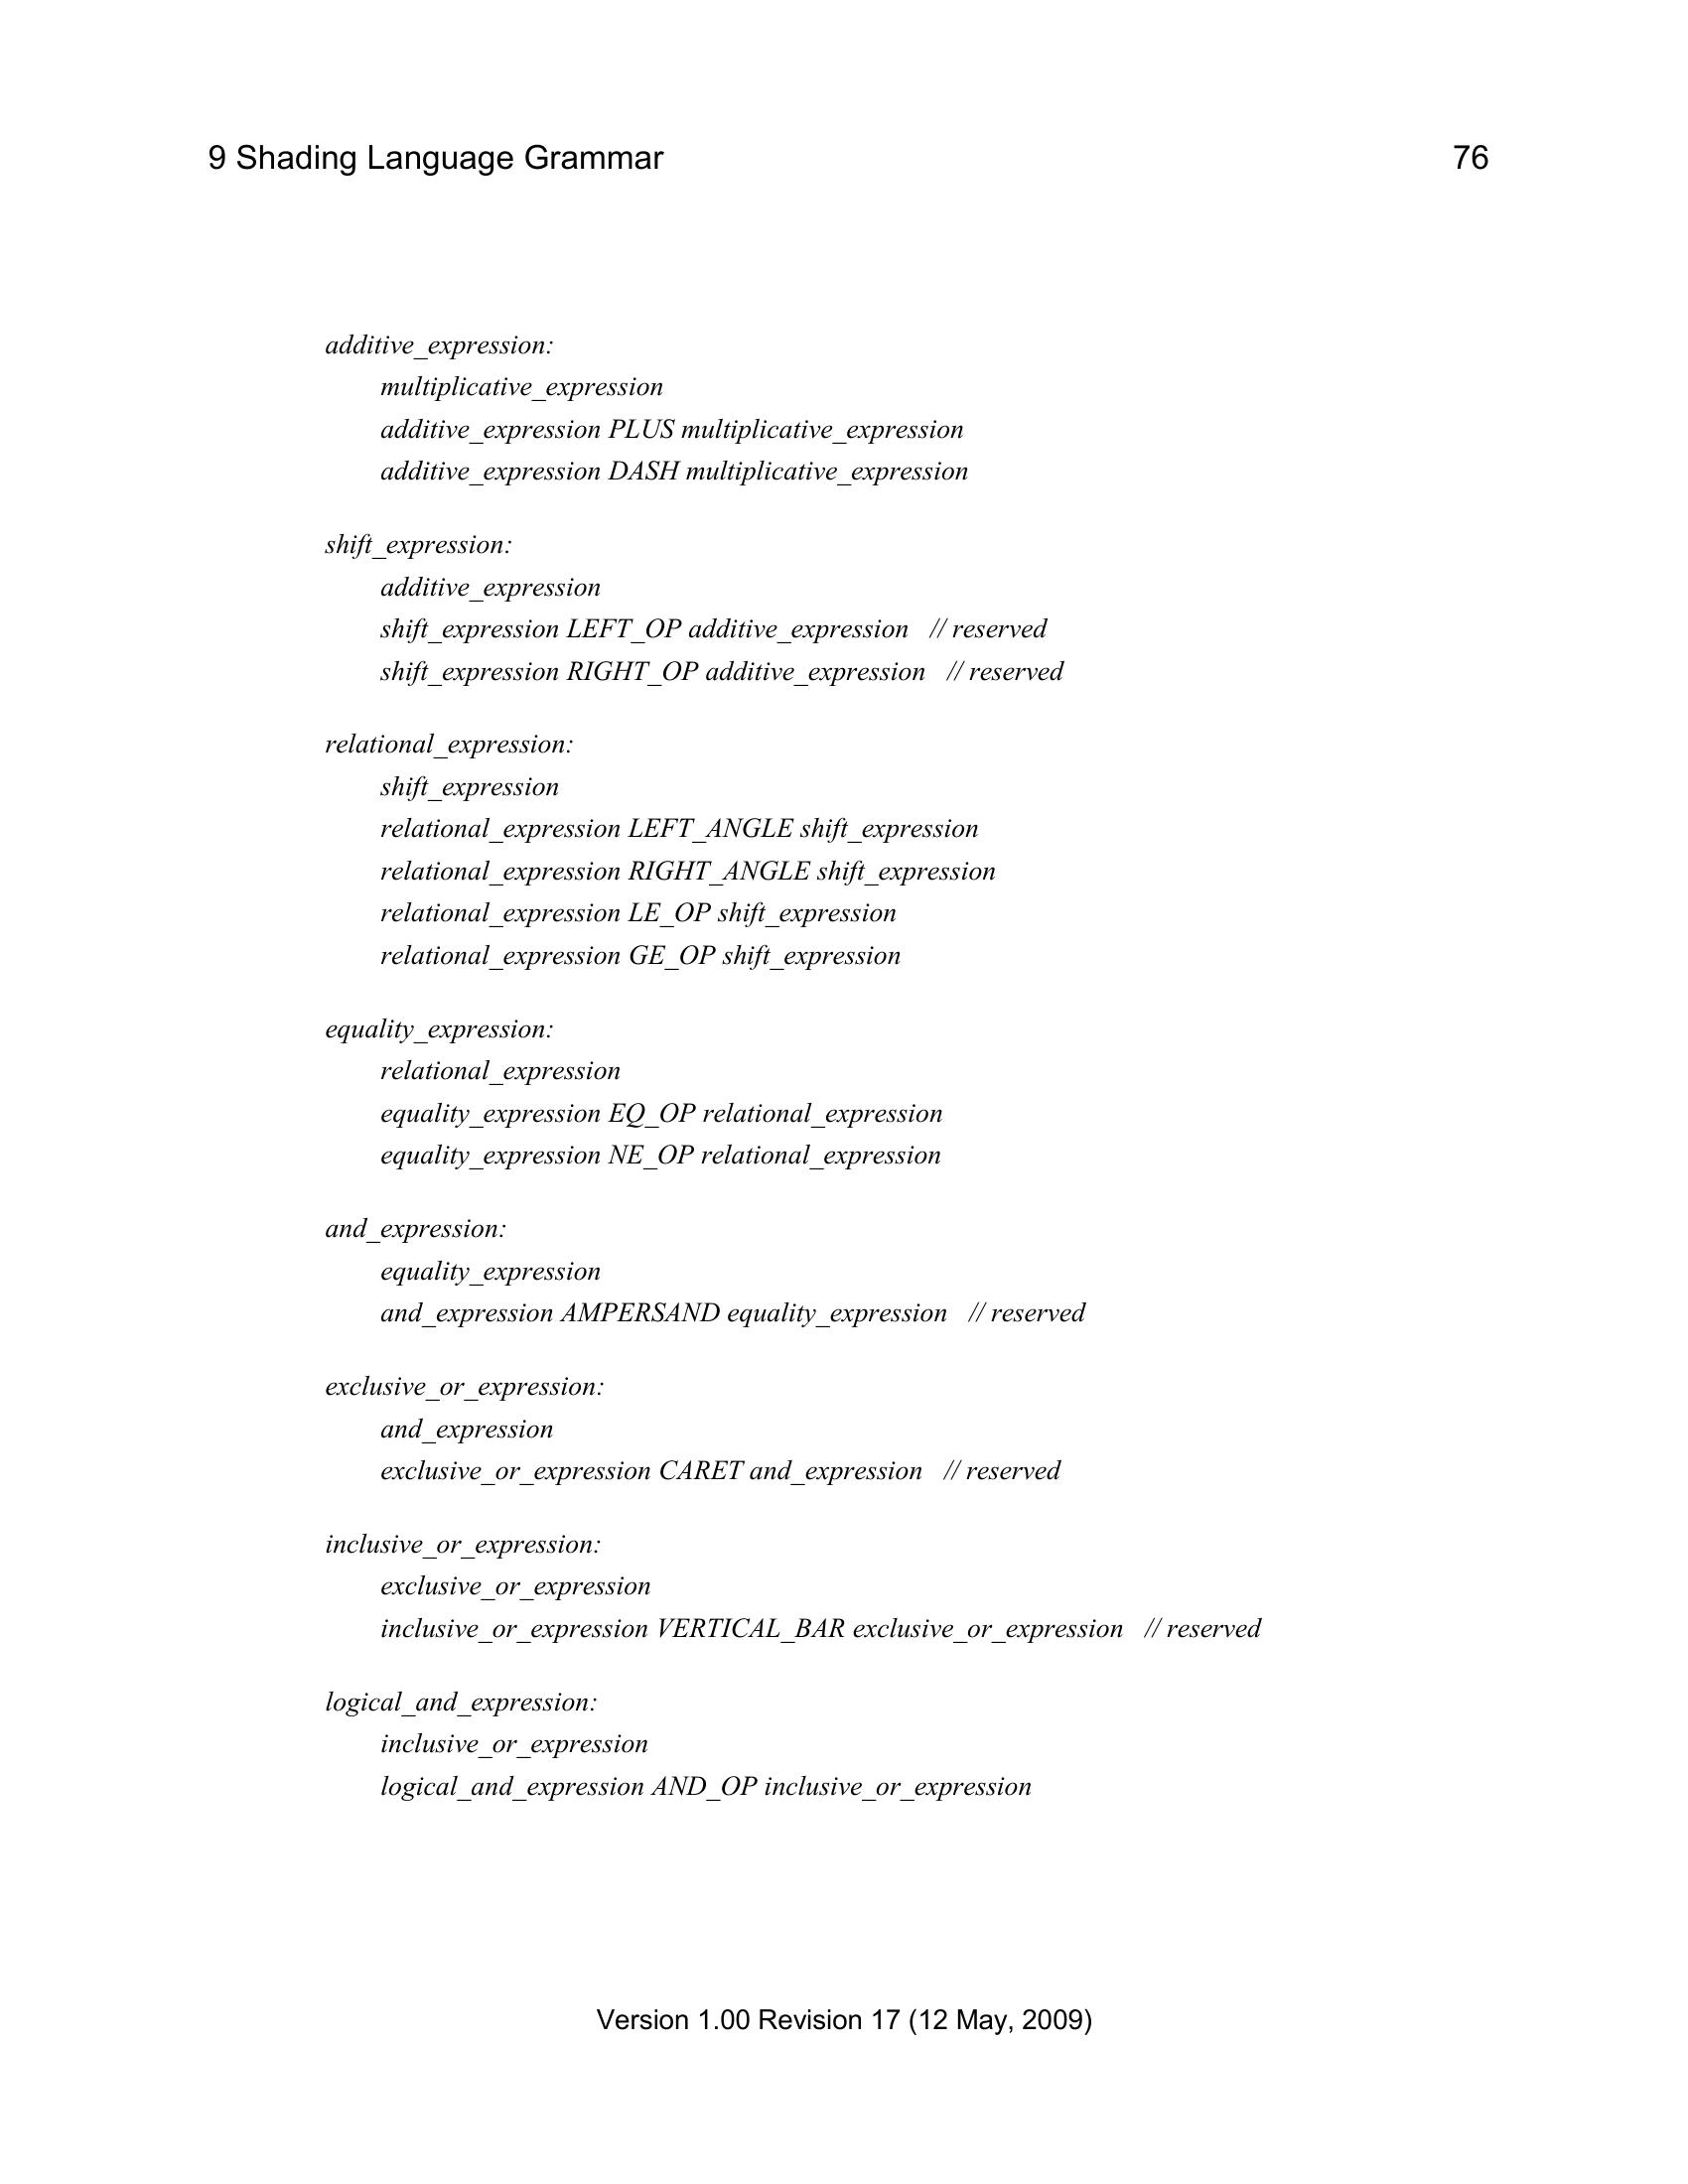 9 Shading Language Grammar 76
additive_expression:
multiplicative_expression
additive_expression PLUS multiplicative_expression
additive_expression DASH multiplicative_expression
shift_expression:
additive_expression
shift_expression LEFT_OP additive_expression // reserved
shift_expression RIGHT_OP additive_expression // reserved
relational_expression:
shift_expression
relational_expression LEFT_ANGLE shift_expression
relational_expression RIGHT_ANGLE shift_expression
relational_expression LE_OP shift_expression
relational_expression GE_OP shift_expression
equality_expression:
relational_expression
equality_expression EQ_OP relational_expression
equality_expression NE_OP relational_expression
and_expression:
equality_expression
and_expression AMPERSAND equality_expression // reserved
exclusive_or_expression:
and_expression
exclusive_or_expression CARET and_expression // reserved
inclusive_or_expression:
exclusive_or_expression
inclusive_or_expression VERTICAL_BAR exclusive_or_expression // reserved
logical_and_expression:
inclusive_or_expression
logical_and_expression AND_OP inclusive_or_expression
Version 1.00 Revision 17 (12 May, 2009)